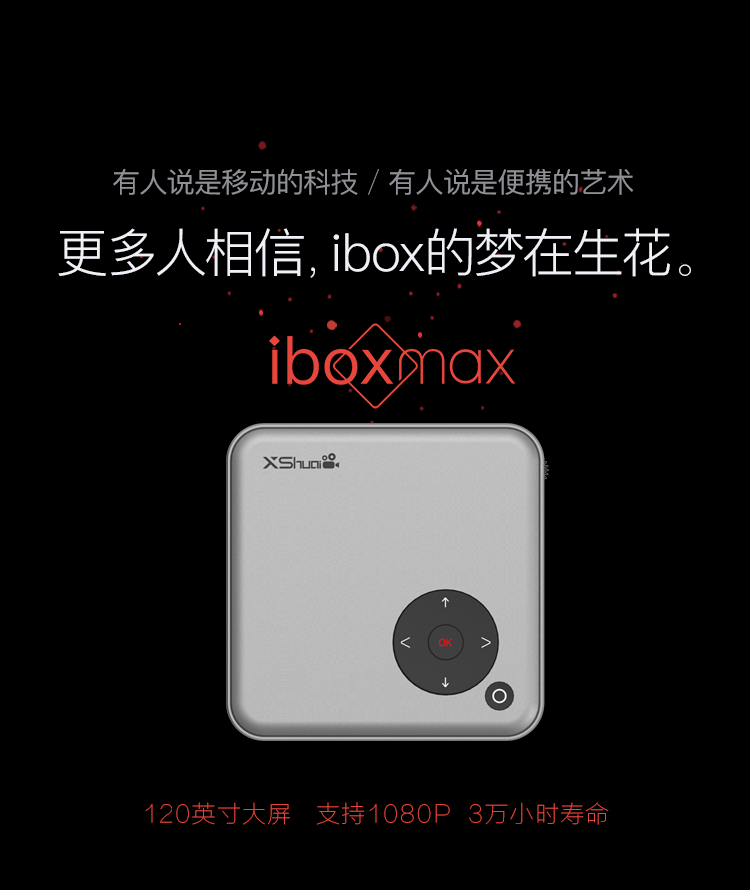 有人说是移动的科技 / 有人说是便携的艺术
更多人相信, ibox的梦在生花。
iboxmax
XShuai
OK
120英寸大屏 支持1080P 3万小时寿命